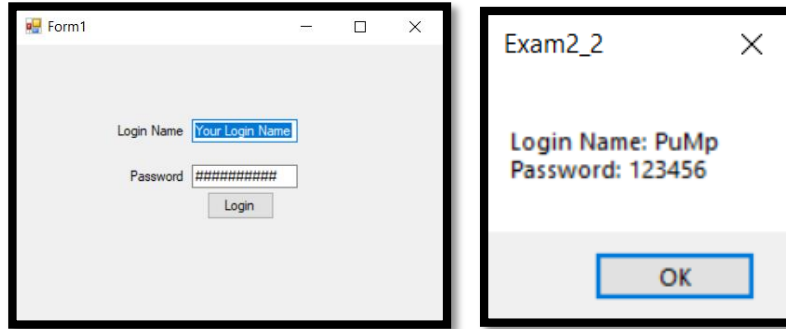 Form1
Login Name Your Login Name
Password ##########
Login
Exam2_2
Login Name: PuMp
Password: 123456
OK